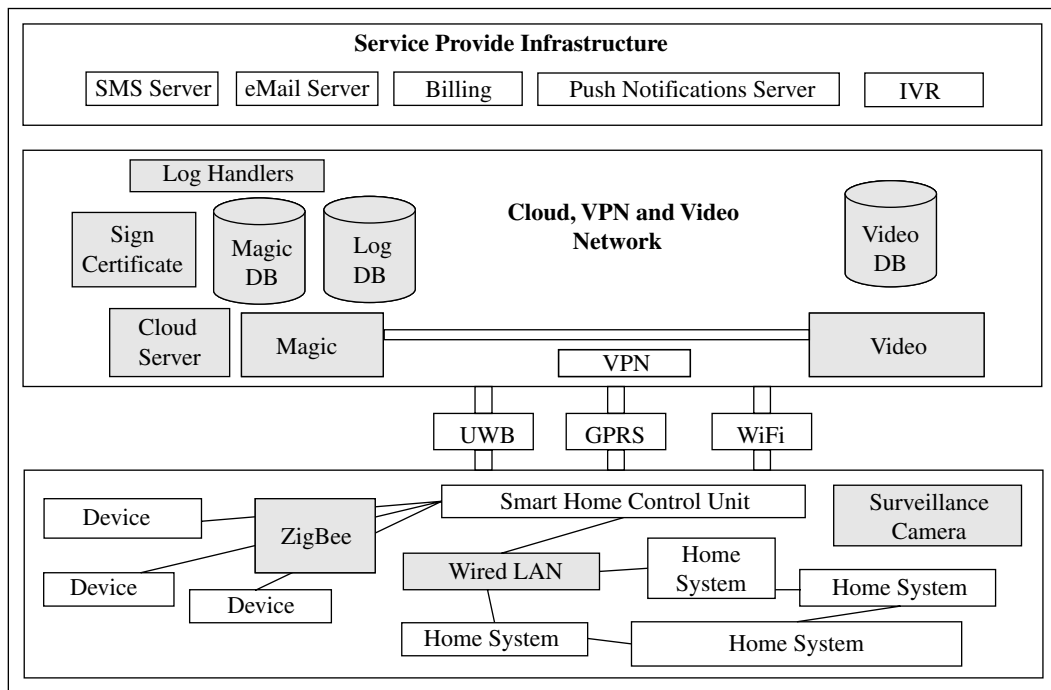 Service Provide Infrastructure
SMS Server
eMail Server
Billing
Push Notifications Server
IVR
Log Handlers
Sign
Certificate
Magic
DB
Log
DB
Cloud, VPN and Video
Network
Video
DB
Cloud
Server
Magic
VPN
Video
UWB
GPRS
WiFi
Device
ZigBee
Smart Home Control Unit
Surveillance
Camera
Device
Device
Wired LAN
Home
System
Home System
Home System
Home System